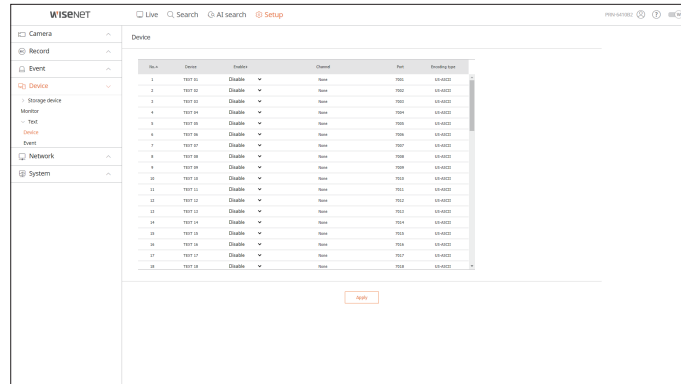 WISENET
Live Search AI search Setup
Camera
Record
Event
Device
Storage device
Monitor
Text
Device
Event
Network
System
Device
No. Device Enable Channel Port Encoding type
1 TEXT 01 Disable None 7001 US-ASCII
2 TEXT 02 Disable None 7002 US-ASCII
3 TEXT 03 Disable None 7003 US-ASCII
4 TEXT 04 Disable None 7004 US-ASCII
5 TEXT 05 Disable None 7005 US-ASCII
6 TEXT 06 Disable None 7006 US-ASCII
7 TEXT 07 Disable None 7007 US-ASCII
8 TEXT 08 Disable None 7008 US-ASCII
9 TEXT 09 Disable None 7009 US-ASCII
10 TEXT 10 Disable None 7010 US-ASCII
11 TEXT 11 Disable None 7011 US-ASCII
12 TEXT 12 Disable None 7012 US-ASCII
13 TEXT 13 Disable None 7013 US-ASCII
14 TEXT 14 Disable None 7014 US-ASCII
15 TEXT 15 Disable None 7015 US-ASCII
16 TEXT 16 Disable None 7016 US-ASCII
17 TEXT 17 Disable None 7017 US-ASCII
18 TEXT 18 Disable None 7018 US-ASCII
Apply